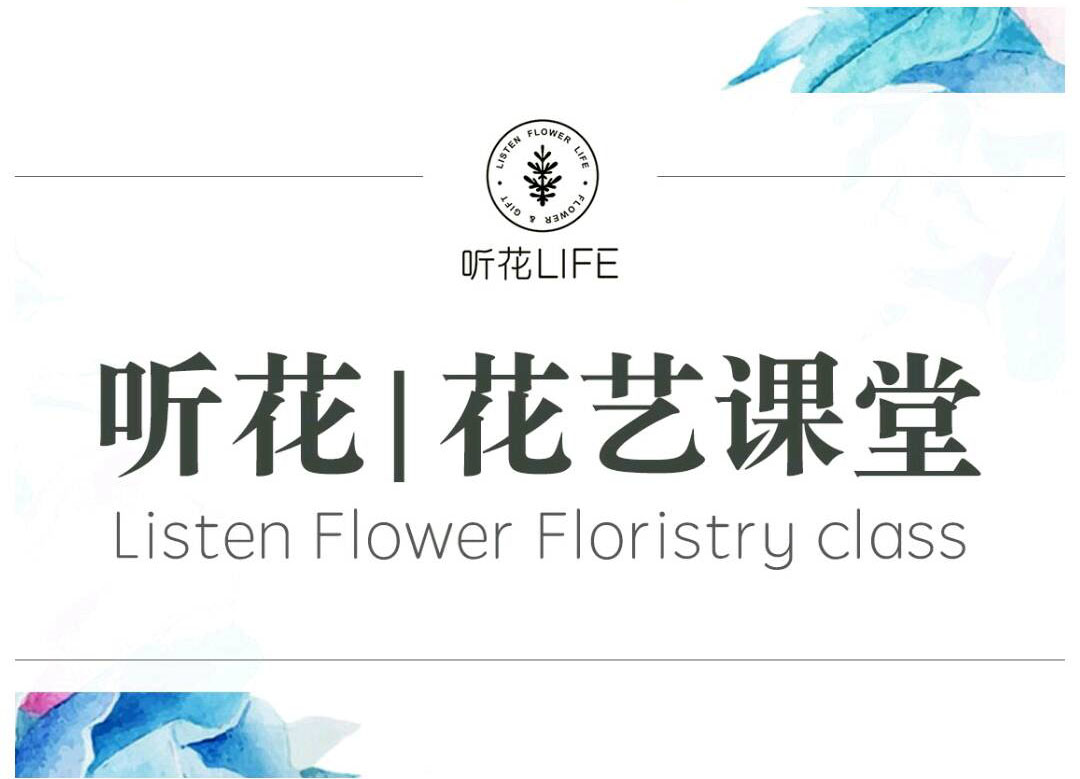 LISTEN FLOWER LIFE
FLOWER & GIFT
听花LIFE
听花|花艺课堂
Listen Flower Floristry class